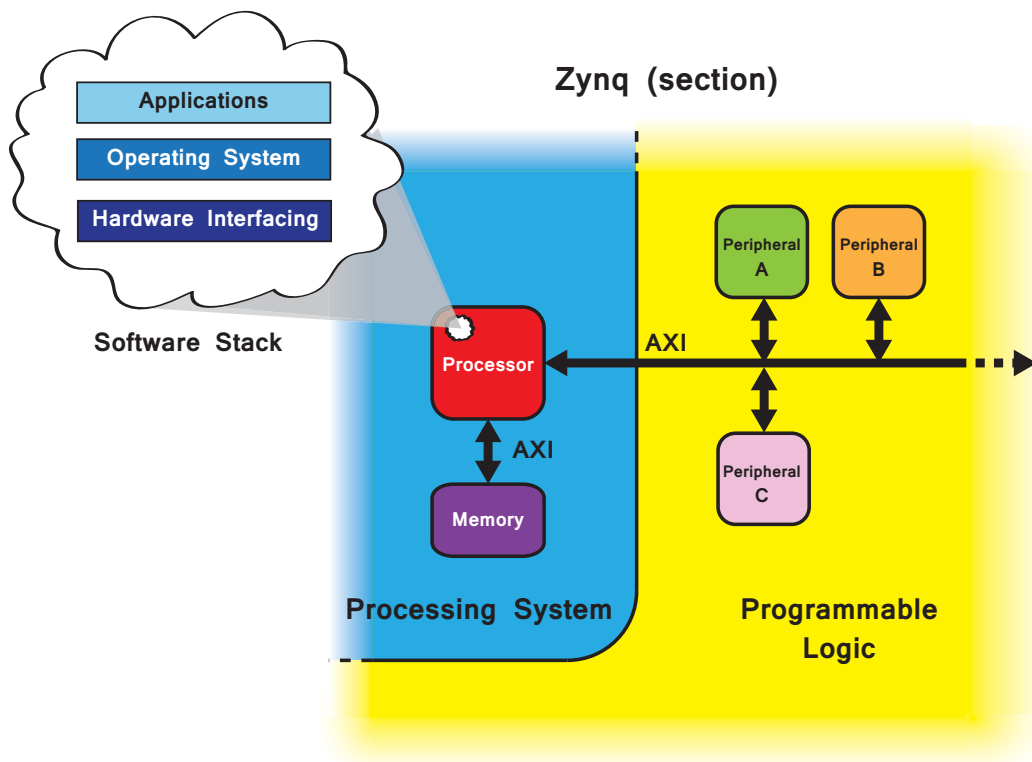 Zynq (section)
Applications
Operating System
Hardware Interfacing
Software Stack
Peripheral
A
Peripheral
B
AXI
Processor
AXI
Peripheral
C
Memory
Processing System
Programmable
Logic